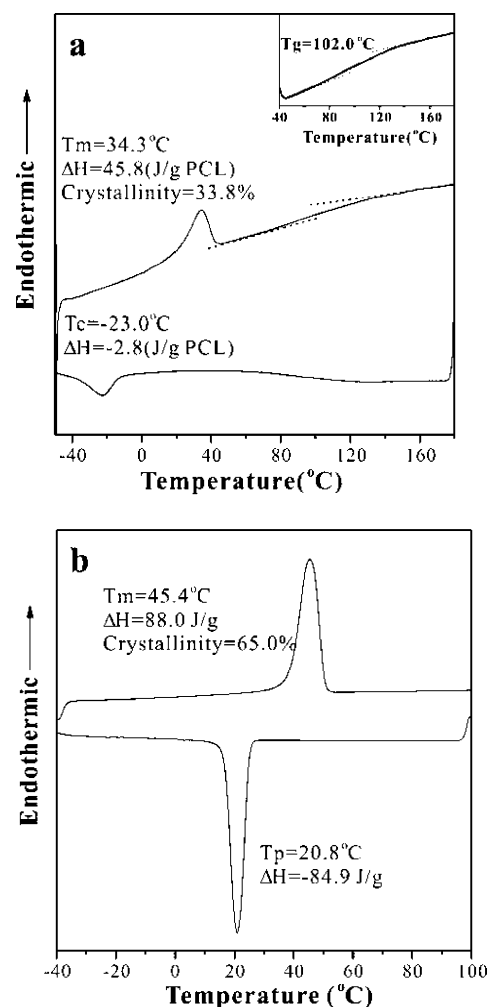 a
Tg=102.0°C
40 80 120 160
Temperature(°C)
Endothermic
Tm=34.3°C
ΔH=45.8(J/g PCL)
Crystallinity=33.8%
Tc=-23.0°C
ΔH=-2.8(J/g PCL)
-40 0 40 80 120 160
Temperature(°C)
b
Endothermic
Tm=45.4°C
ΔH=88.0 J/g
Crystallinity=65.0%
Tp=20.8°C
ΔH=-84.9 J/g
-40 -20 0 20 40 60 80 100
Temperature (°C)